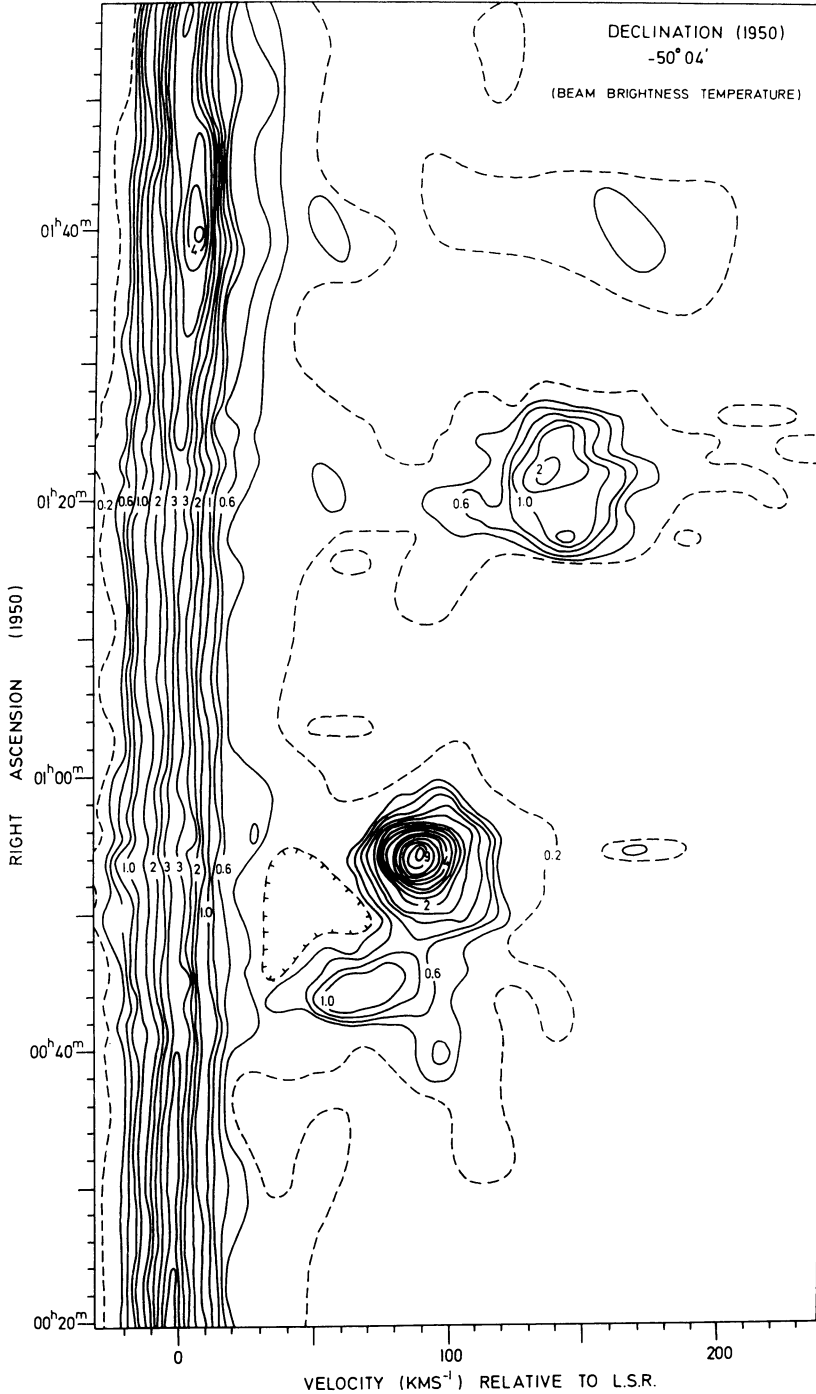 DECLINATION (1950)
-50° 04'
(BEAM BRIGHTNESS TEMPERATURE)
01ʰ40ᵐ
4
2
01ʰ20ᵐ
0.2 0.6 1.0 2 3 3 2 1 0.6
0.6
1.0
RIGHT ASCENSION (1950)
01ʰ00ᵐ
1.0 2 3 3 2 0.6
9
4
0.2
1.0
2
0.6
1.0
00ʰ40ᵐ
00ʰ20ᵐ
0
100
200
VELOCITY (KMS⁻¹) RELATIVE TO L.S.R.